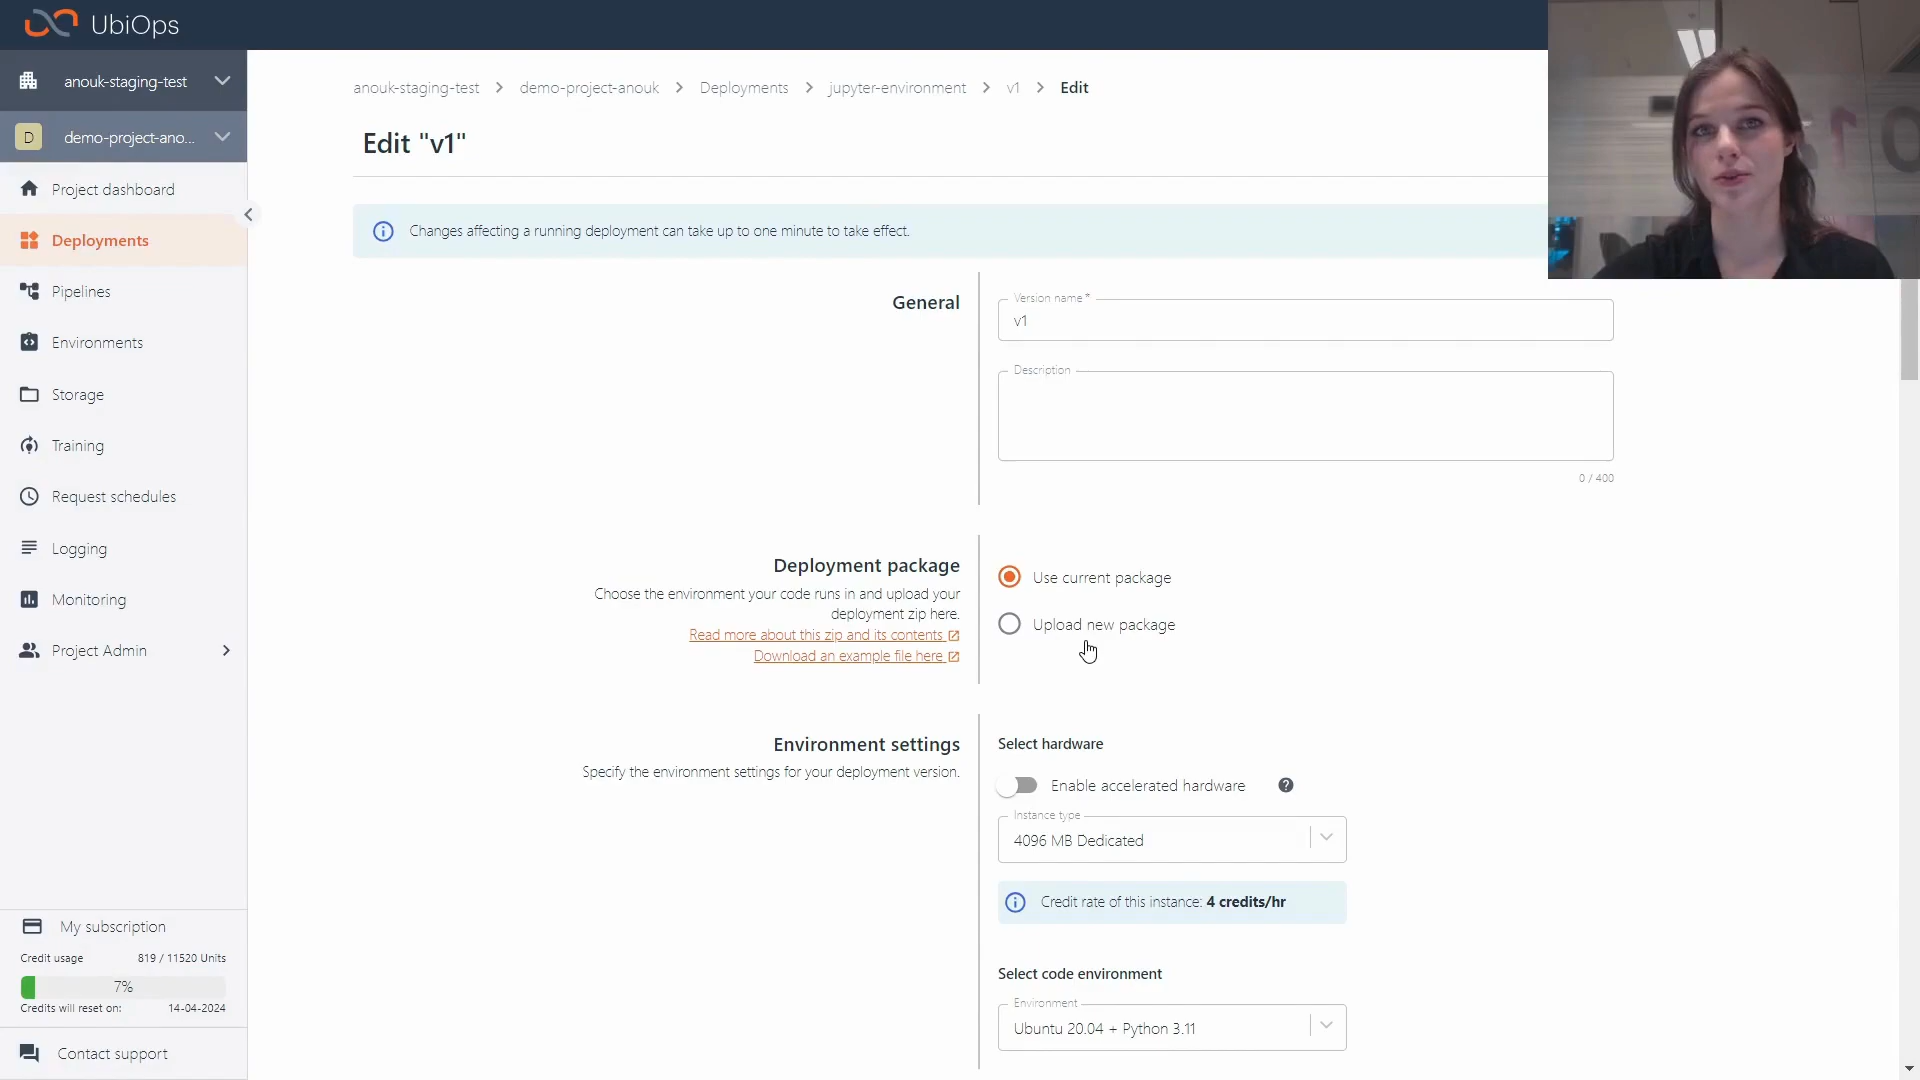 UbiOps
anouk-staging-test
D
demo-project-ano...
Project dashboard
Deployments
Pipelines
Environments
Storage
Training
Request schedules
Logging
Monitoring
Project Admin
My subscription
Credit usage 819 / 11520 Units
7%
Credits will reset on: 14-04-2024
Contact support
anouk-staging-test > demo-project-anouk > Deployments > jupyter-environment > v1 > Edit
Edit "v1"
Changes affecting a running deployment can take up to one minute to take effect.
General
Version name *
v1
Description
0 / 400
Deployment package
Choose the environment your code runs in and upload your
deployment zip here.
Read more about this zip and its contents
Download an example file here
Use current package
Upload new package
Environment settings
Specify the environment settings for your deployment version.
Select hardware
Enable accelerated hardware
Instance type
4096 MB Dedicated
Credit rate of this instance: 4 credits/hr
Select code environment
Environment
Ubuntu 20.04 + Python 3.11